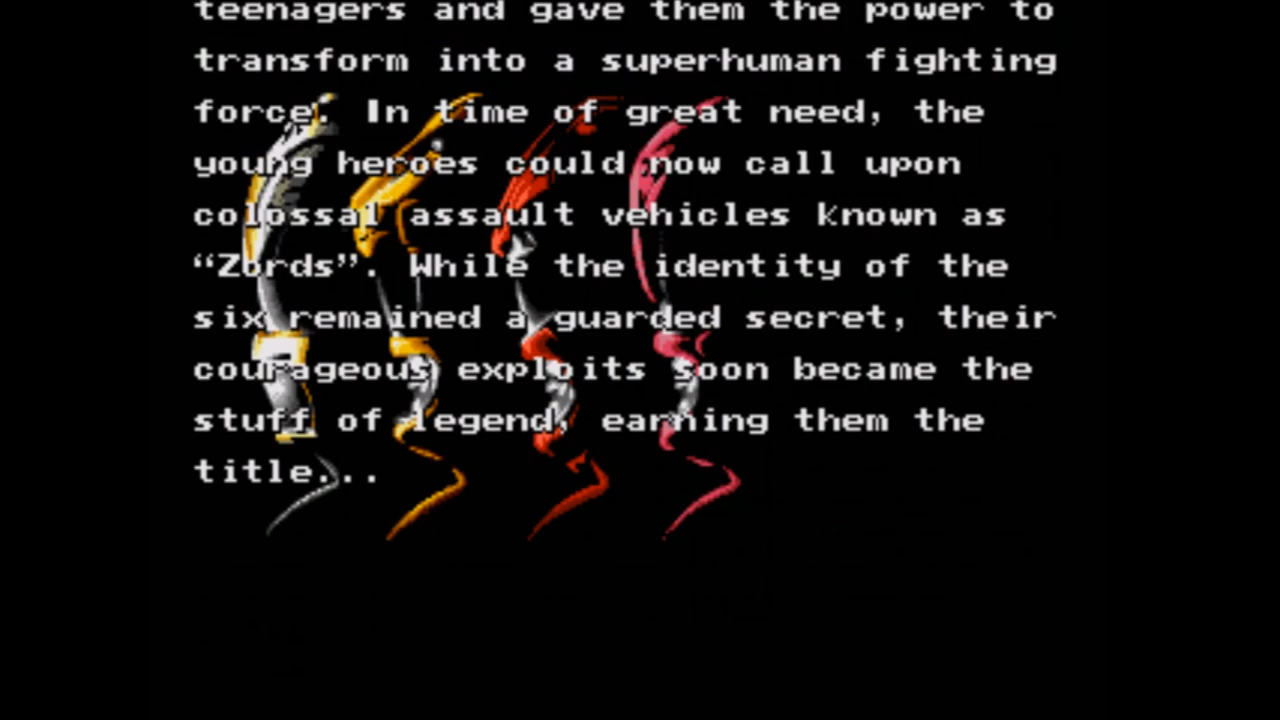 teenagers and gave them the power to
transform into a superhuman fighting
force. In time of great need, the
young heroes could now call upon
colossal assault vehicles known as
“Zords”. While the identity of the
six remained a guarded secret, their
courageous exploits soon became the
stuff of legend, earning them the
title...